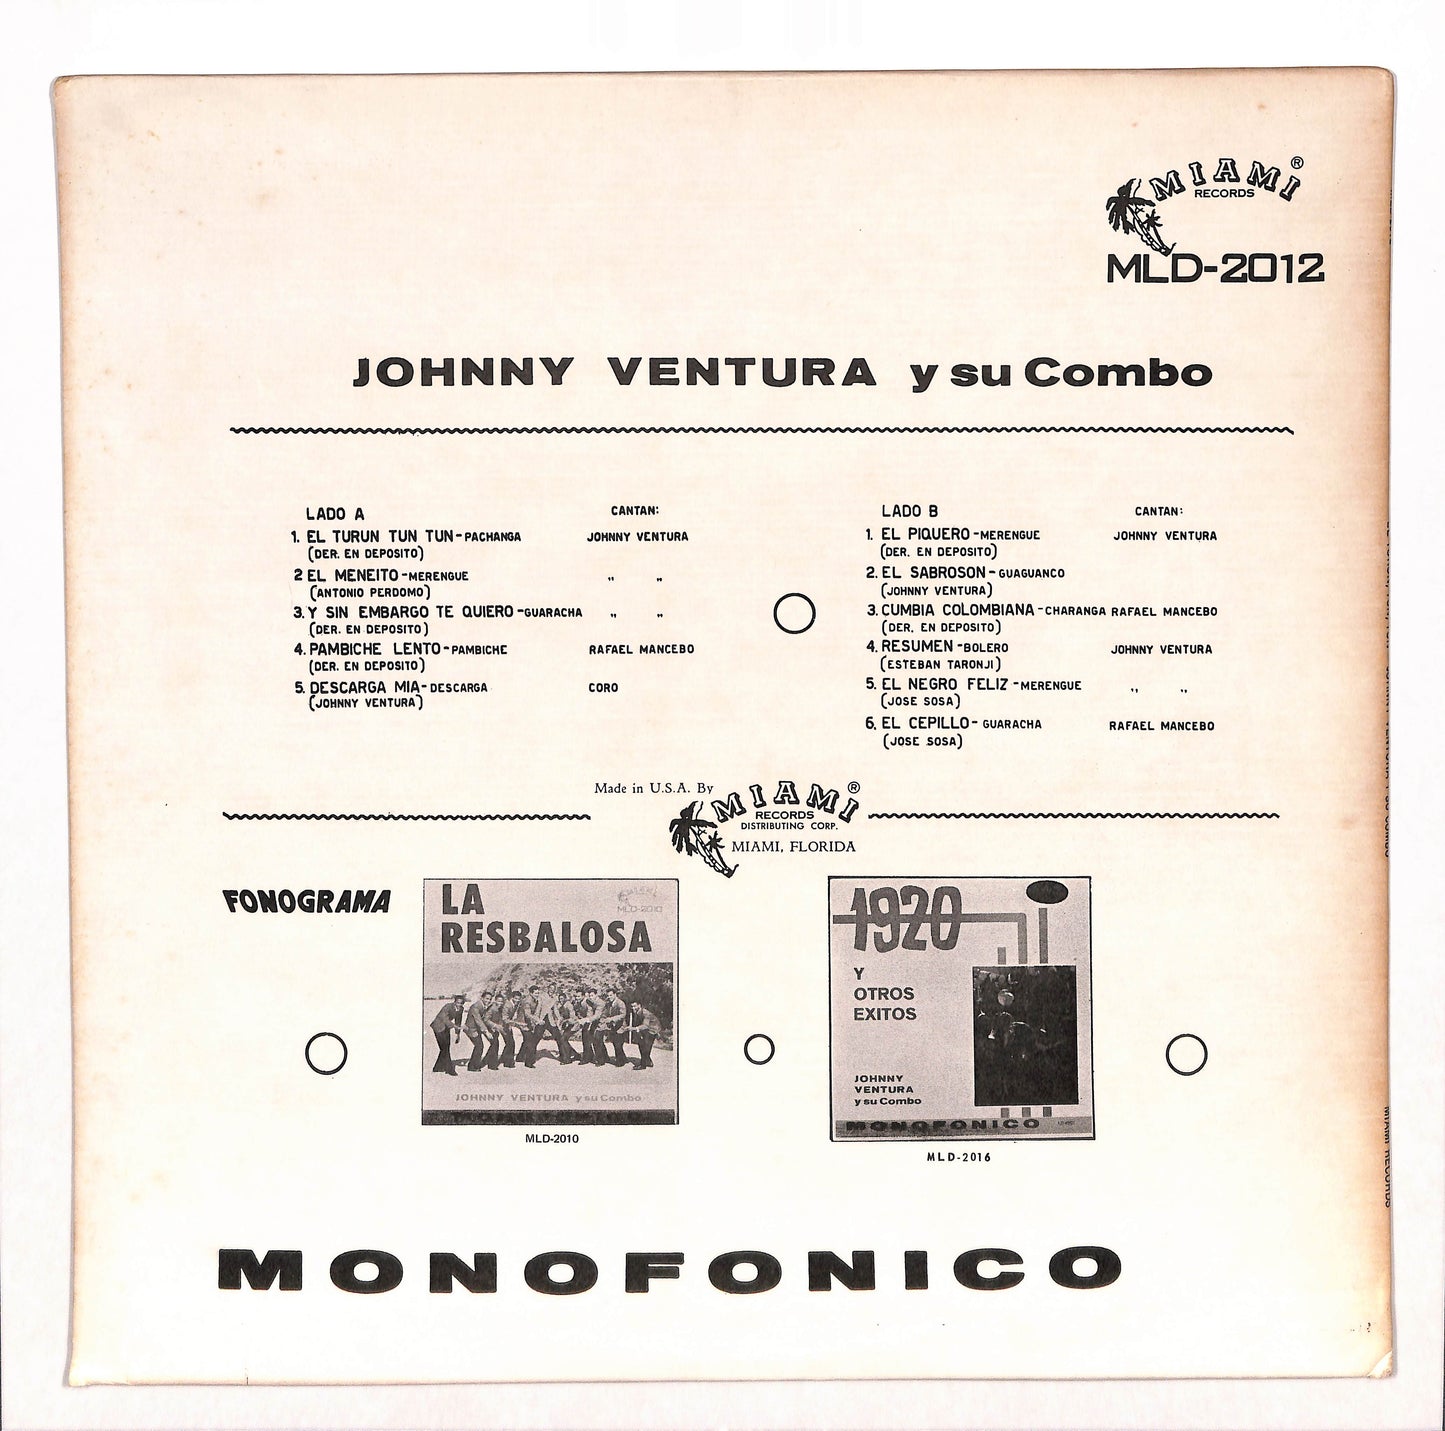 MIAMI ®
RECORDS
MLD-2012
JOHNNY VENTURA y su Combo
LADO A CANTAN:
1. EL TURUN TUN TUN-PACHANGA JOHNNY VENTURA
(DER. EN DEPOSITO)
2 EL MENEITO-MERENGUE " "
(ANTONIO PERDOMO)
3. Y SIN EMBARGO TE QUIERO-GUARACHA " "
(DER. EN DEPOSITO)
4. PAMBICHE LENTO-PAMBICHE RAFAEL MANCEBO
(DER. EN DEPOSITO)
5. DESCARGA MIA-DESCARGA CORO
(JOHNNY VENTURA)
LADO B CANTAN:
1. EL PIQUERO-MERENGUE JOHNNY VENTURA
(DER. EN DEPOSITO)
2. EL SABROSON-GUAGUANCO
(JOHNNY VENTURA)
3. CUMBIA COLOMBIANA-CHARANGA RAFAEL MANCEBO
(DER. EN DEPOSITO)
4. RESUMEN-BOLERO JOHNNY VENTURA
(ESTEBAN TARONJI)
5. EL NEGRO FELIZ-MERENGUE " "
(JOSE SOSA)
6. EL CEPILLO-GUARACHA RAFAEL MANCEBO
(JOSE SOSA)
Made in U.S.A. By MIAMI ®
RECORDS
DISTRIBUTING CORP.
MIAMI, FLORIDA
FONOGRAMA
LA
RESBALOSA
MIAMI
MLD-2010
JOHNNY VENTURA y su Combo
MONOFONICO
MLD-2010
1920
Y
OTROS
EXITOS
JOHNNY
VENTURA
y su Combo
MONOFONICO
MLD-2016
MONOFONICO
MIAMI RECORDS